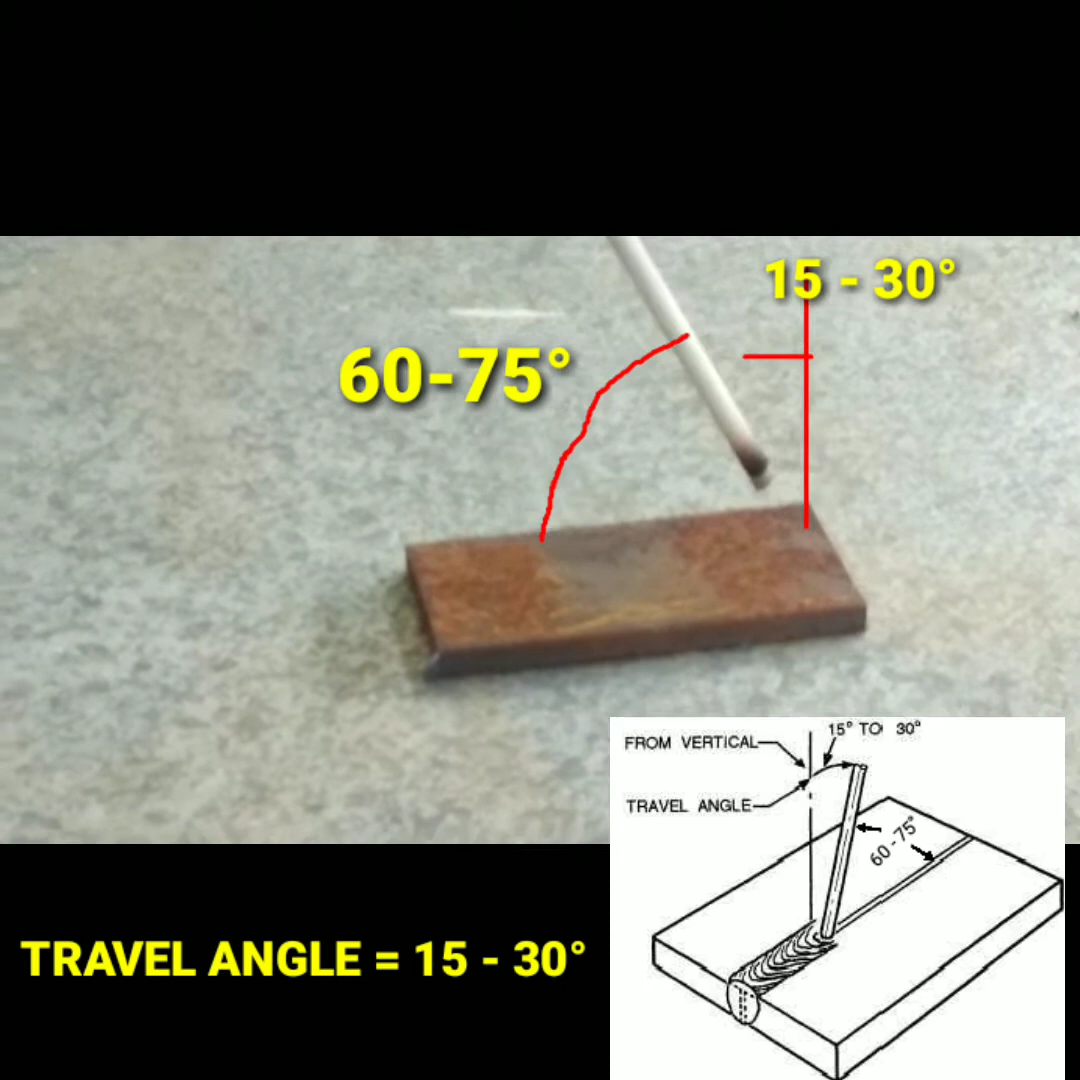 15 - 30°
60-75°
FROM VERTICAL
15° TO 30°
TRAVEL ANGLE
60 - 75°
TRAVEL ANGLE = 15 - 30°